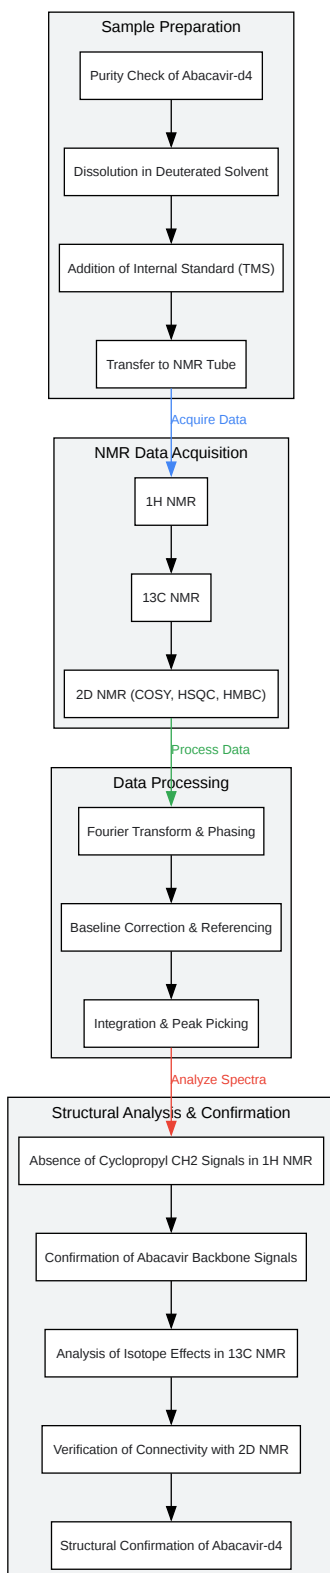 Sample Preparation
Purity Check of Abacavir-d4
Dissolution in Deuterated Solvent
Addition of Internal Standard (TMS)
Transfer to NMR Tube
Acquire Data
NMR Data Acquisition
1H NMR
13C NMR
2D NMR (COSY, HSQC, HMBC)
Process Data
Data Processing
Fourier Transform & Phasing
Baseline Correction & Referencing
Integration & Peak Picking
Analyze Spectra
Structural Analysis & Confirmation
Absence of Cyclopropyl CH2 Signals in 1H NMR
Confirmation of Abacavir Backbone Signals
Analysis of Isotope Effects in 13C NMR
Verification of Connectivity with 2D NMR
Structural Confirmation of Abacavir-d4